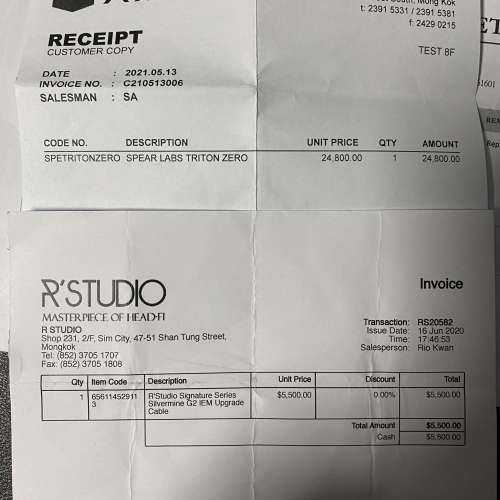 Mong Kok
t: 2391 5331 / 2391 5381
f: 2429 0215
RECEIPT
CUSTOMER COPY
TEST 8F
DATE : 2021.05.13
INVOICE NO. : C210513006
SALESMAN : SA
CODE NO. DESCRIPTION UNIT PRICE QTY AMOUNT
SPETRITONZERO SPEAR LABS TRITON ZERO 24,800.00 1 24,800.00
R'STUDIO
MASTERPIECE OF HEAD-FI
Invoice
R STUDIO
Shop 231, 2/F, Sim City, 47-51 Shan Tung Street,
Mongkok
Tel: (852) 3705 1707
Fax: (852) 3705 1808
Transaction: RS20582
Issue Date: 16 Jun 2020
Time: 17:46:53
Salesperson: Rio Kwan
Qty Item Code Description Unit Price Discount Total
1 65611452911 R'Studio Signature Series $5,500.00 0.00% $5,500.00
3 Silvermine G2 IEM Upgrade
Cable
Total Amount $5,500.00
Cash $5,500.00
ET
51601
REM
Rep